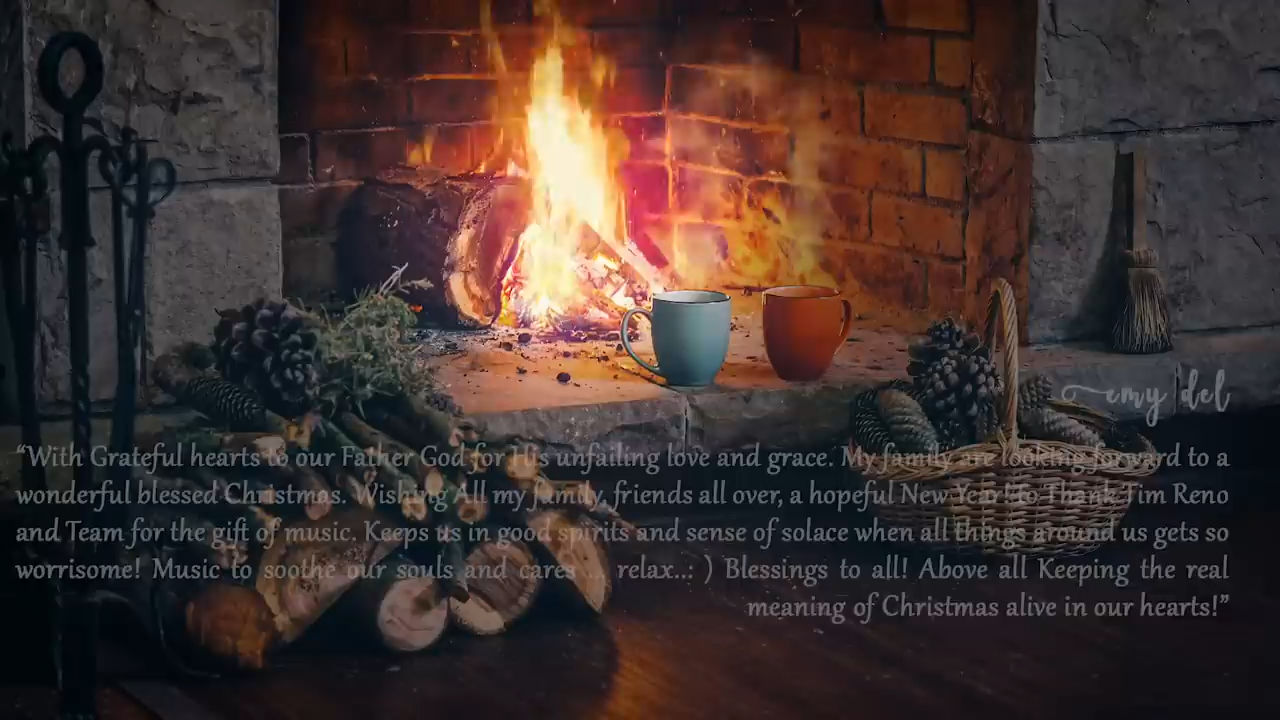 emy del
“With Grateful hearts to our Father God for His unfailing love and grace. My family are looking forward to a
wonderful blessed Christmas. Wishing All my family, friends all over, a hopeful New Year! to Thank Tim Reno
and Team for the gift of music. Keeps us in good spirits and sense of solace when all things around us gets so
worrisome! Music to soothe our souls and cares ... relax..: ) Blessings to all! Above all Keeping the real
meaning of Christmas alive in our hearts!”